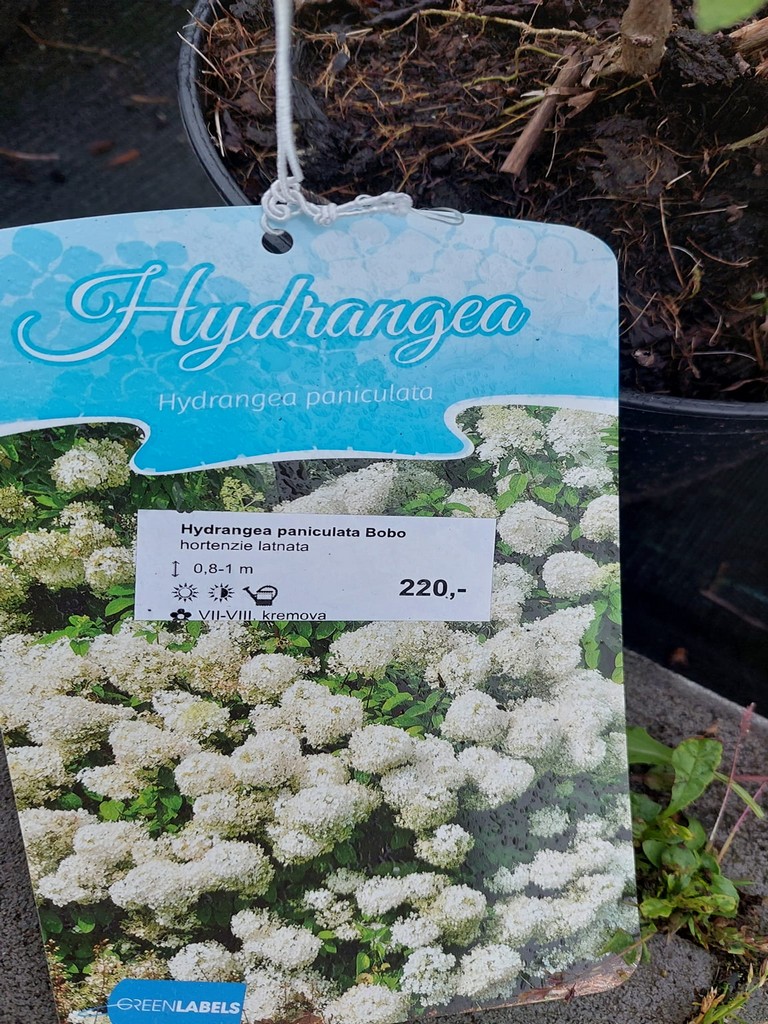 Hydrangea
Hydrangea paniculata
Hydrangea paniculata Bobo
hortenzie latnata
0,8-1 m
220,-
VII-VIII. kremova
GREENLABELS